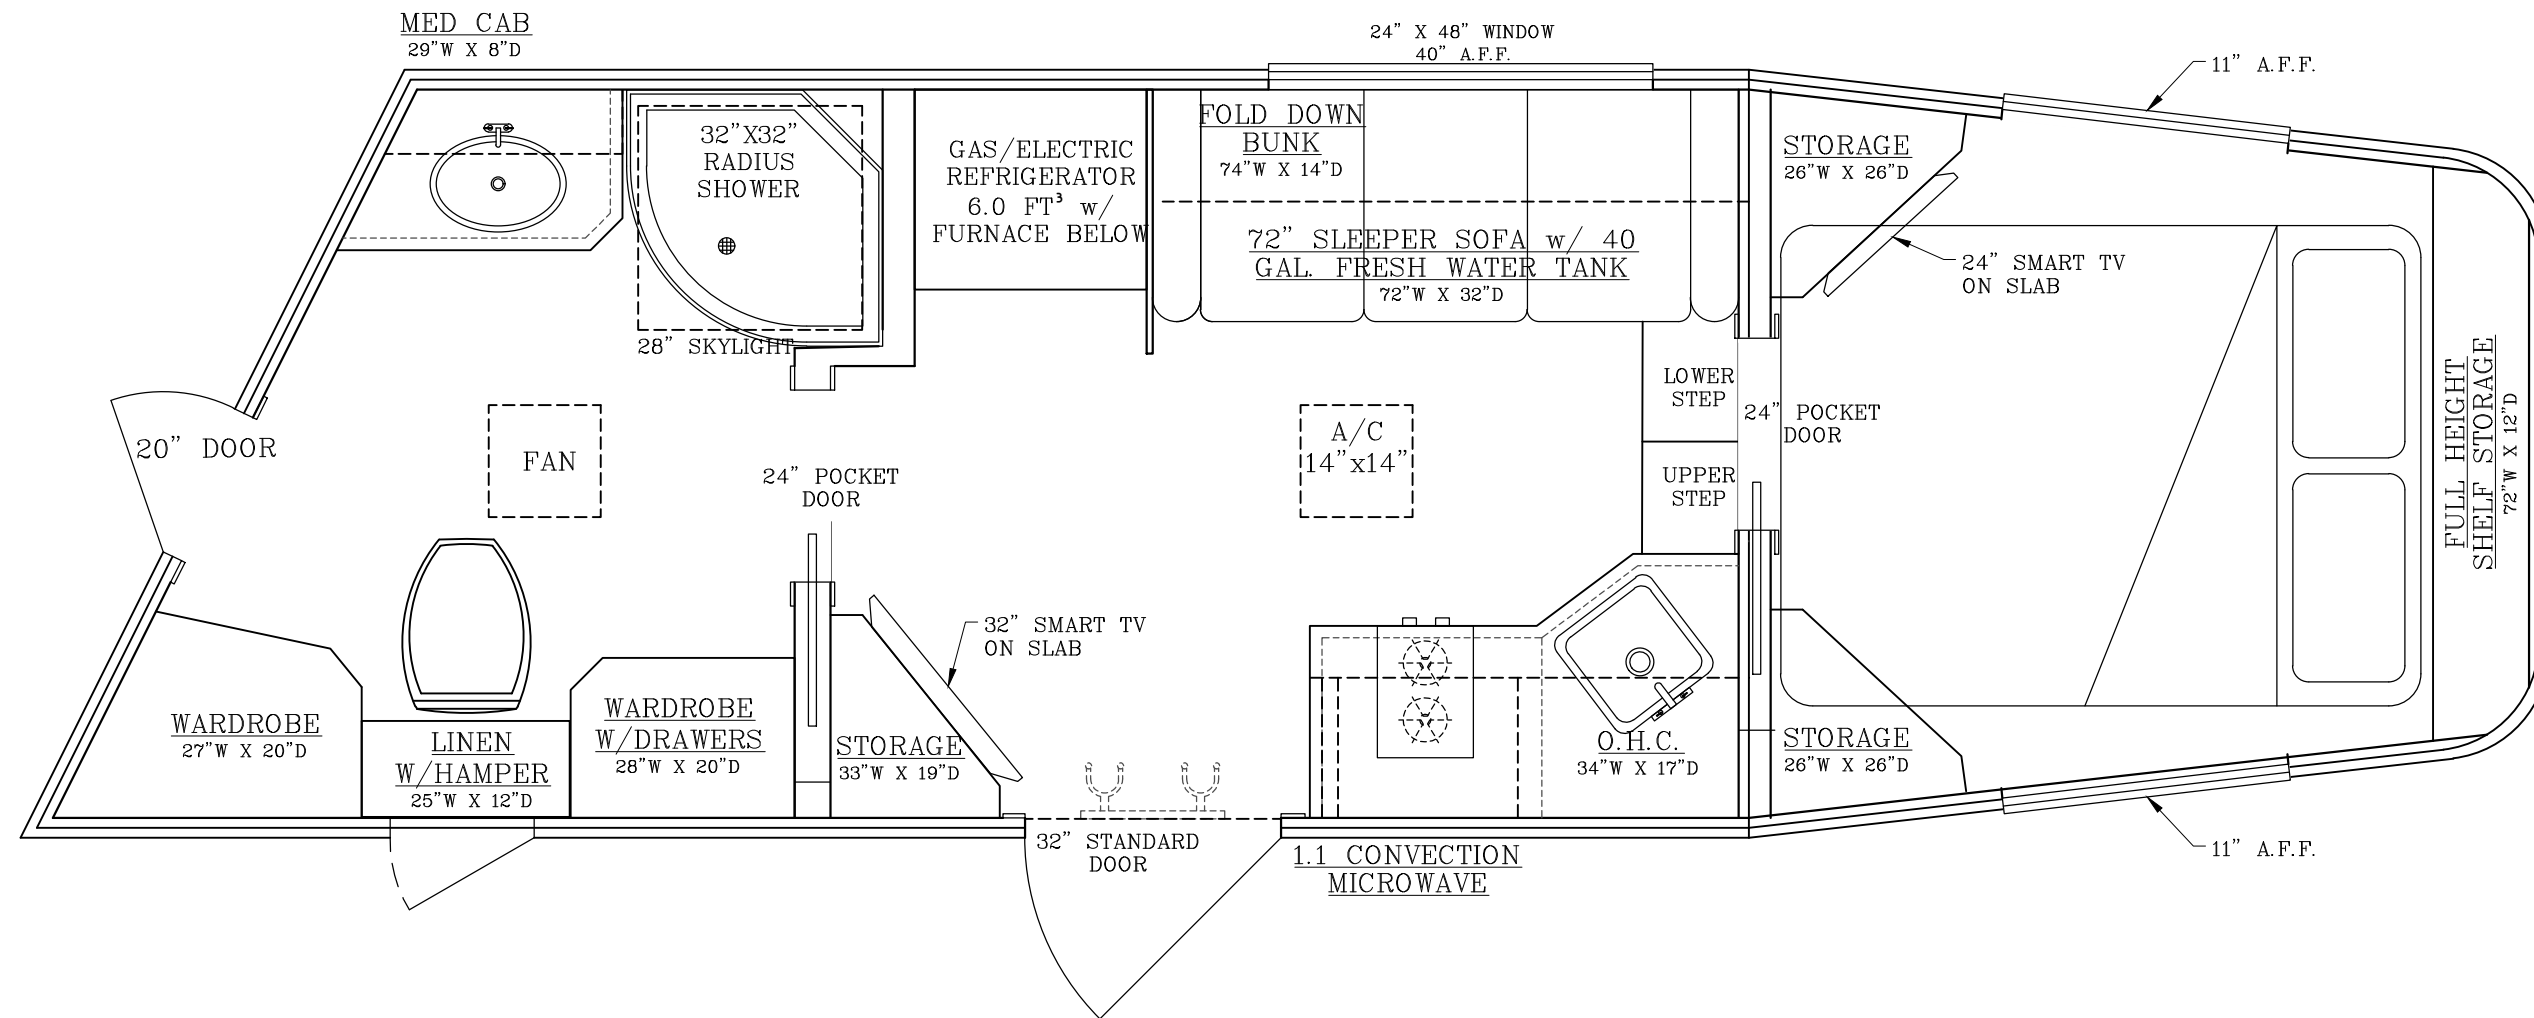 MED CAB
29"W X 8"D
24" X 48" WINDOW
40" A.F.F.
11" A.F.F.
32"X32"
RADIUS
SHOWER
GAS/ELECTRIC
REFRIGERATOR
6.0 FT³ w/
FURNACE BELOW
FOLD DOWN
BUNK
74"W X 14"D
72" SLEEPER SOFA w/ 40
GAL. FRESH WATER TANK
72"W X 32"D
STORAGE
26"W X 26"D
24" SMART TV
ON SLAB
28" SKYLIGHT
20" DOOR
FAN
24" POCKET
DOOR
A/C
14"x14"
LOWER
STEP
UPPER
STEP
24" POCKET
DOOR
FULL HEIGHT
SHELF STORAGE
72"W X 12"D
32" SMART TV
ON SLAB
WARDROBE
27"W X 20"D
LINEN
W/HAMPER
25"W X 12"D
WARDROBE
W/DRAWERS
28"W X 20"D
STORAGE
33"W X 19"D
O.H.C.
34"W X 17"D
STORAGE
26"W X 26"D
32" STANDARD
DOOR
1.1 CONVECTION
MICROWAVE
11" A.F.F.